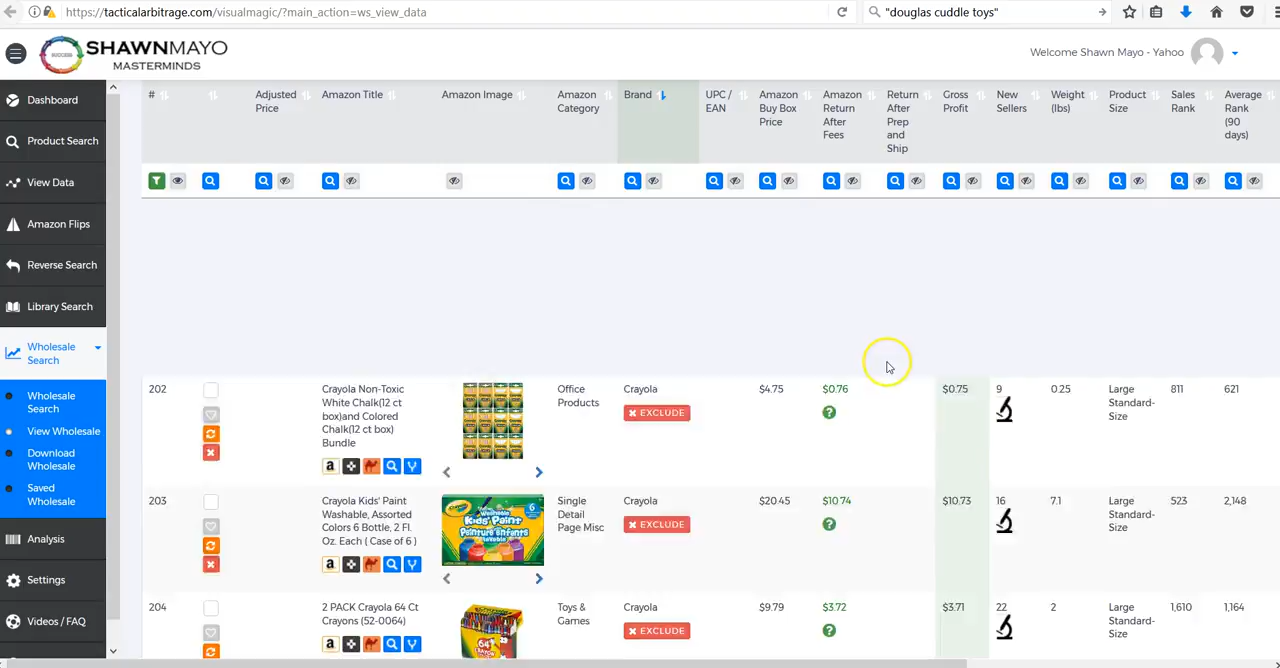 https://tacticalarbitrage.com/visualmagic/?main_action=ws_view_data
"douglas cuddle toys"
SUCCESS
SHAWNMAYO
MASTERMINDS
Welcome Shawn Mayo - Yahoo
Dashboard
Product Search
View Data
Amazon Flips
Reverse Search
Library Search
Wholesale
Search
Wholesale
Search
View Wholesale
Download
Wholesale
Saved
Wholesale
Analysis
Settings
Videos / FAQ
#
Adjusted
Price
Amazon Title
Amazon Image
Amazon
Category
Brand
UPC /
EAN
Amazon
Buy Box
Price
Amazon
Return
After
Fees
Return
After
Prep
and
Ship
Gross
Profit
New
Sellers
Weight
(lbs)
Product
Size
Sales
Rank
Average
Rank
(90
days)
202
Crayola Non-Toxic
White Chalk(12 ct
box)and Colored
Chalk(12 ct box)
Bundle
Office
Products
Crayola
EXCLUDE
$4.75
$0.76
$0.75
9
0.25
Large
Standard-
Size
811
621
203
Crayola Kids' Paint
Washable, Assorted
Colors 6 Bottle, 2 Fl.
Oz. Each ( Case of 6 )
Crayola
Washable
Kids' Paint
Peinture enfants
6
Single
Detail
Page Misc
Crayola
EXCLUDE
$20.45
$10.74
$10.73
16
7.1
Large
Standard-
Size
523
2,148
204
2 PACK Crayola 64 Ct
Crayons (52-0064)
64
Toys &
Games
Crayola
EXCLUDE
$9.79
$3.72
$3.71
22
2
Large
Standard-
Size
1,610
1,164